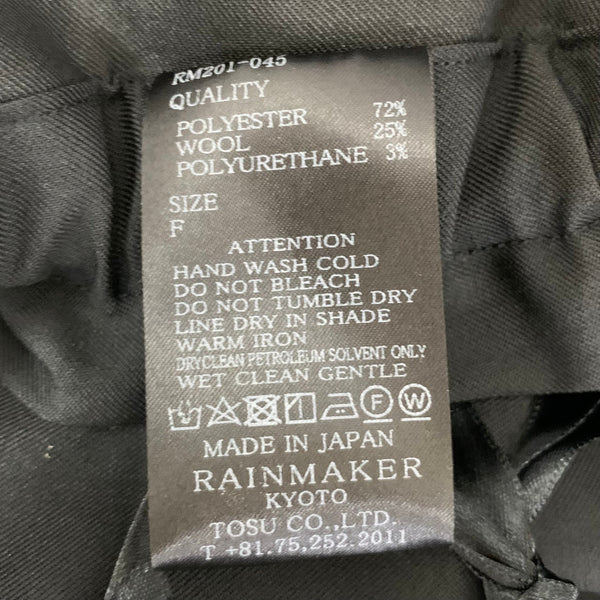 RM201-045
QUALITY
POLYESTER 72%
WOOL 25%
POLYURETHANE 3%
SIZE
F
ATTENTION
HAND WASH COLD
DO NOT BLEACH
DO NOT TUMBLE DRY
LINE DRY IN SHADE
WARM IRON
DRYCLEAN PETROLEUM SOLVENT ONLY
WET CLEAN GENTLE
F W
MADE IN JAPAN
RAINMAKER
KYOTO
TOSU CO.,LTD.
T +81.75,252.2011